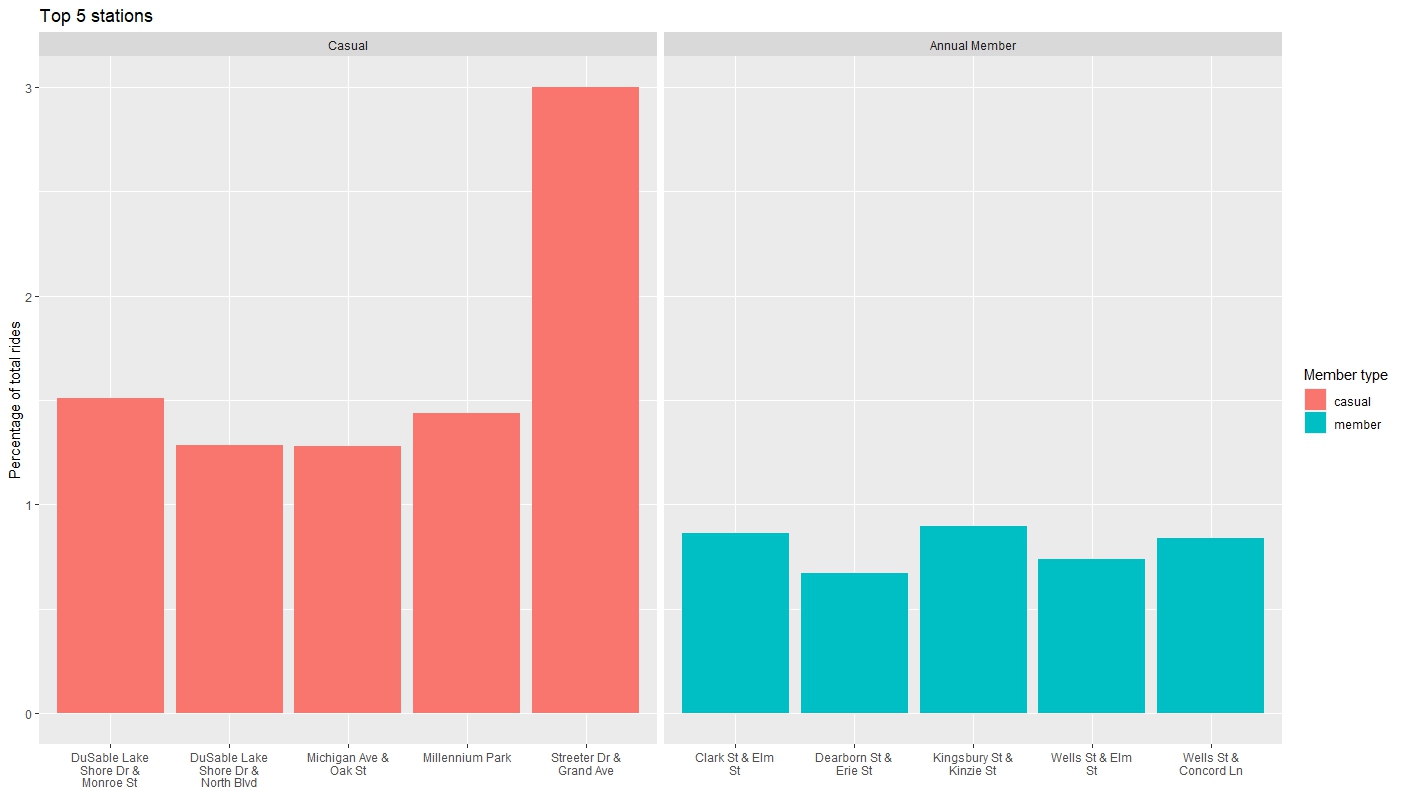 Top 5 stations
Casual
Annual Member
Percentage of total rides
3
2
1
0
DuSable Lake
Shore Dr &
Monroe St
DuSable Lake
Shore Dr &
North Blvd
Michigan Ave &
Oak St
Millennium Park
Streeter Dr &
Grand Ave
Clark St & Elm
St
Dearborn St &
Erie St
Kingsbury St &
Kinzie St
Wells St & Elm
St
Wells St &
Concord Ln
Member type
casual
member